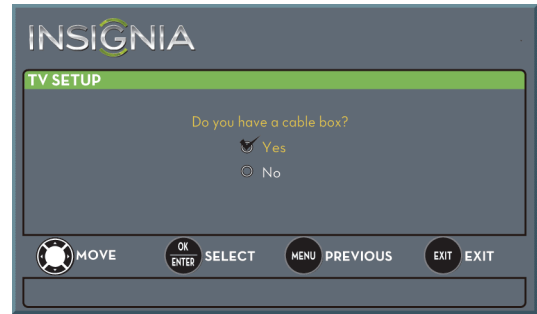 INSIGNIA
TV SETUP
Do you have a cable box?
Yes
No
MOVE OK ENTER SELECT MENU PREVIOUS EXIT EXIT